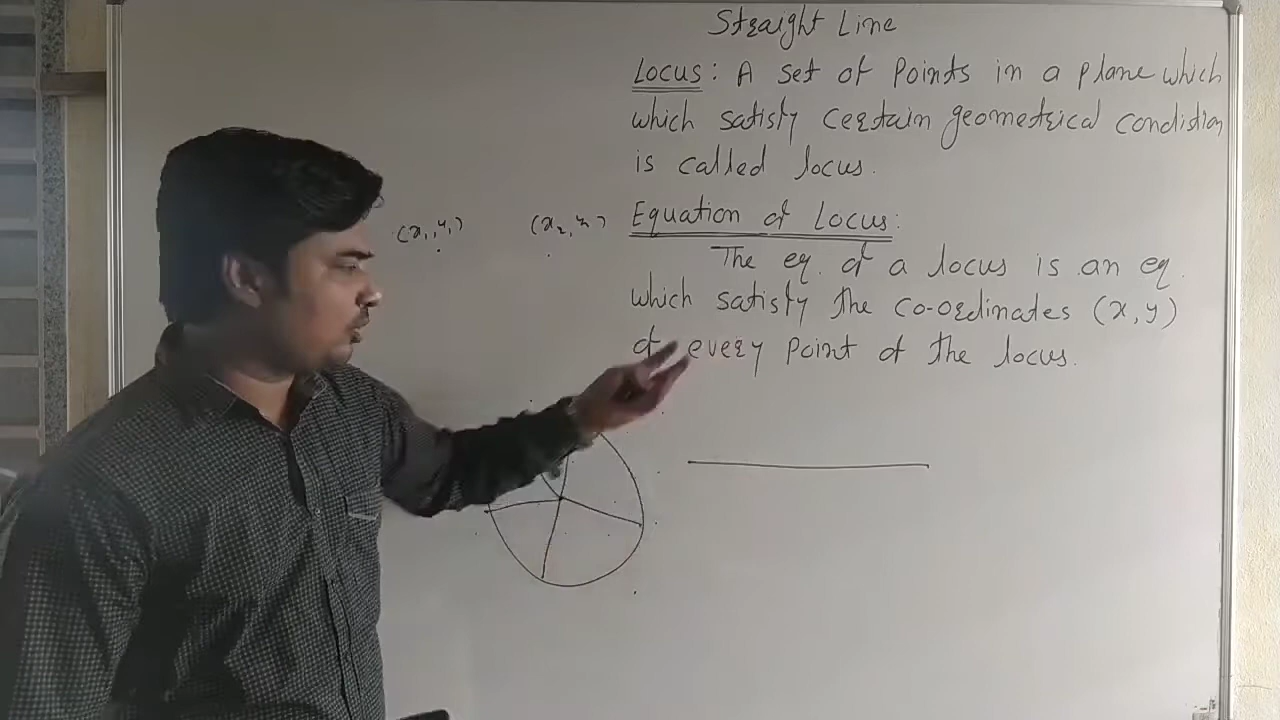 Straight Line
Locus: A set of points in a plane which
which satisfy certain geometrical condition
is called locus.
(x₁, y₁)
(x₂, y₂) Equation of Locus:
The eq. of a locus is an eq.
which satisfy the co-ordinates (x, y)
of every point of the locus.